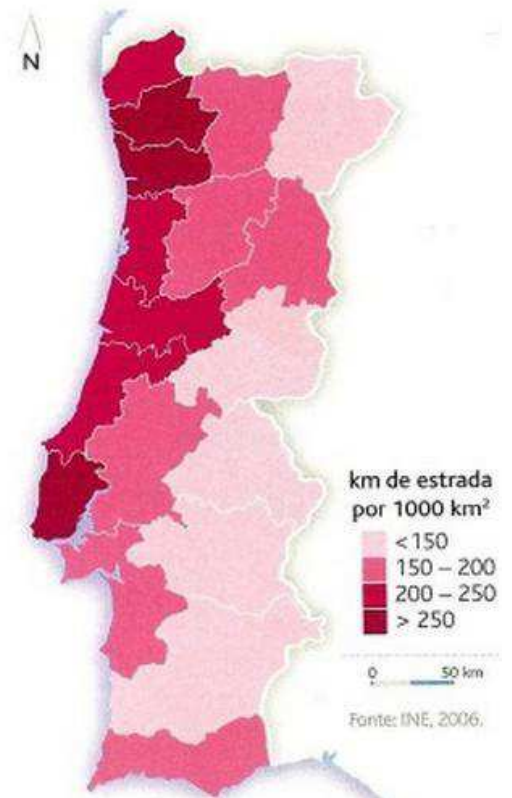 N
km de estrada
por 1000 km²
<150
150 – 200
200 – 250
> 250
0 50 km
Fonte: INE, 2006.